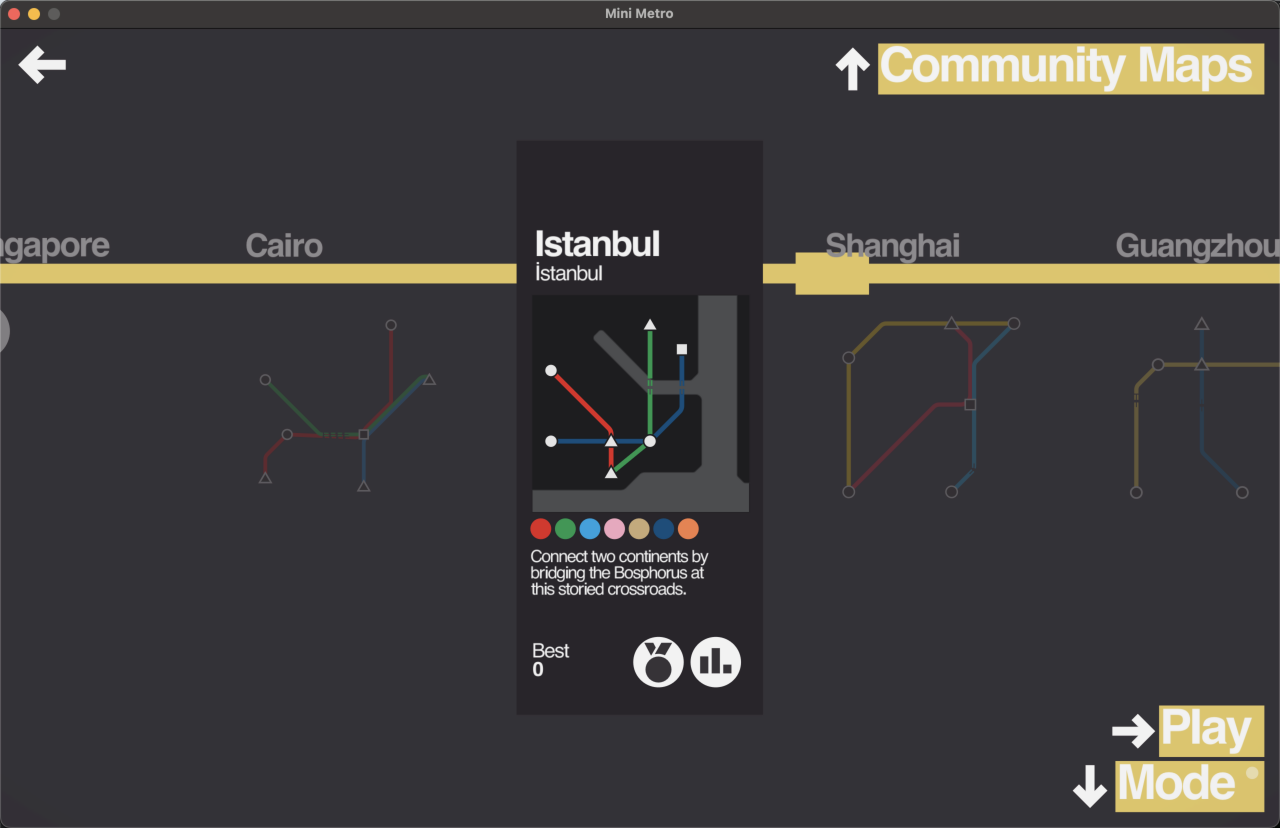 Mini Metro
Community Maps
ngapore
Cairo
Istanbul
İstanbul
Shanghai
Guangzhou
Connect two continents by
bridging the Bosphorus at
this storied crossroads.
Best
0
Play
Mode